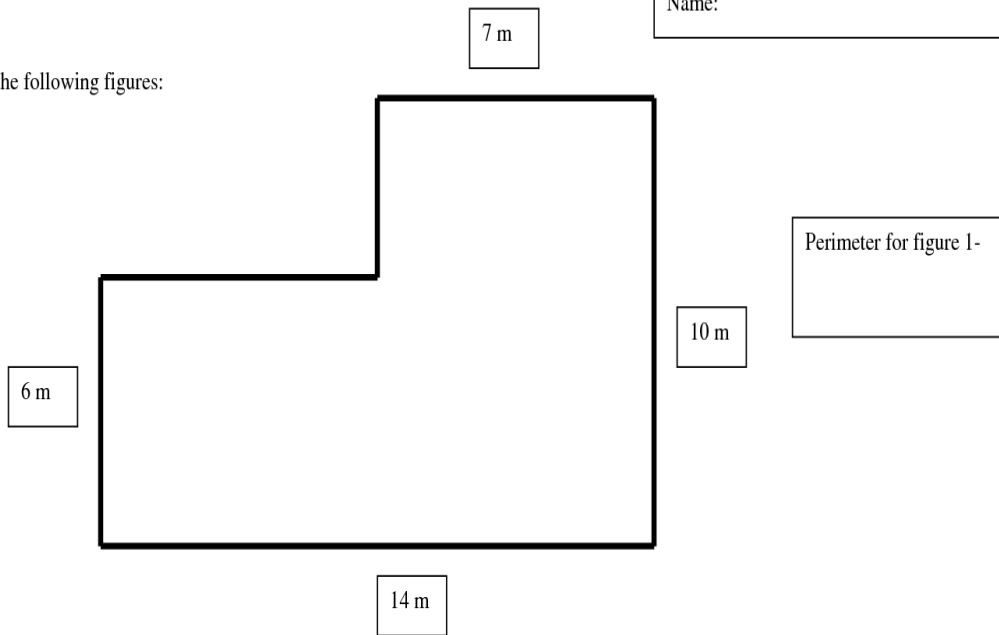 Name:
7 m
he following figures:
Perimeter for figure 1-
10 m
6 m
14 m